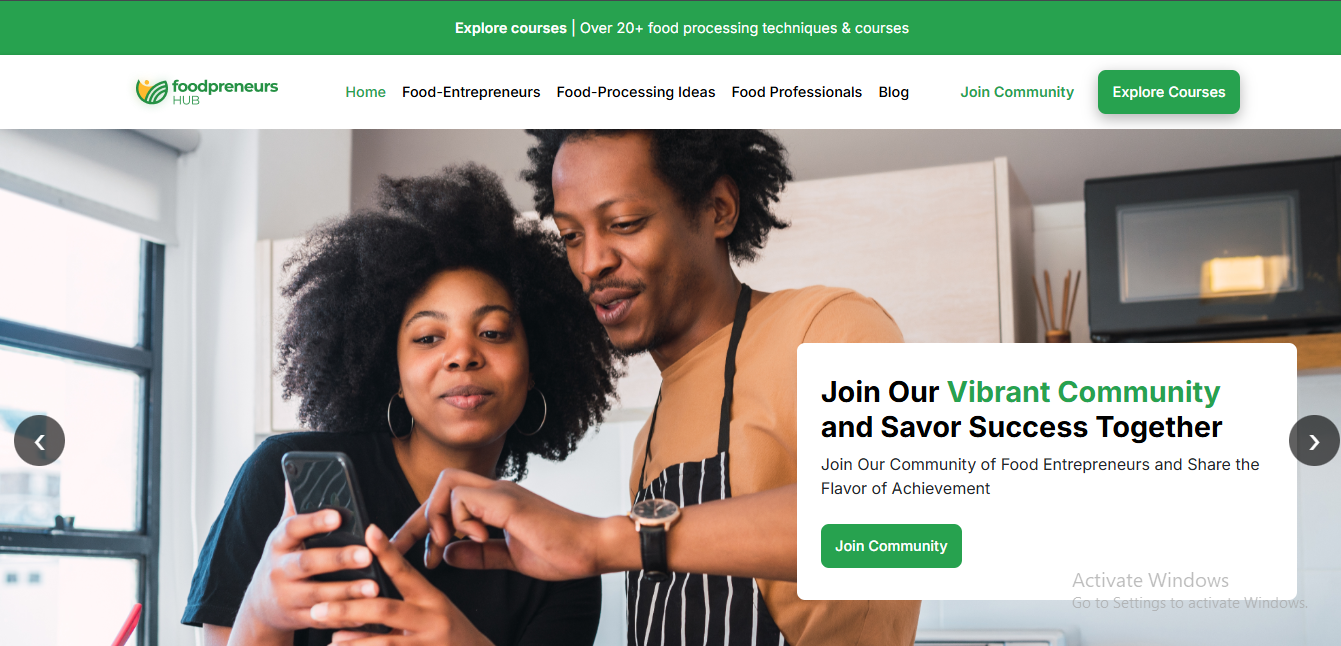 Explore courses | Over 20+ food processing techniques & courses
foodpreneurs
HUB
Home Food-Entrepreneurs Food-Processing Ideas Food Professionals Blog Join Community Explore Courses
Join Our Vibrant Community
and Savor Success Together
Join Our Community of Food Entrepreneurs and Share the
Flavor of Achievement
Join Community
Activate Windows
Go to Settings to activate Windows.